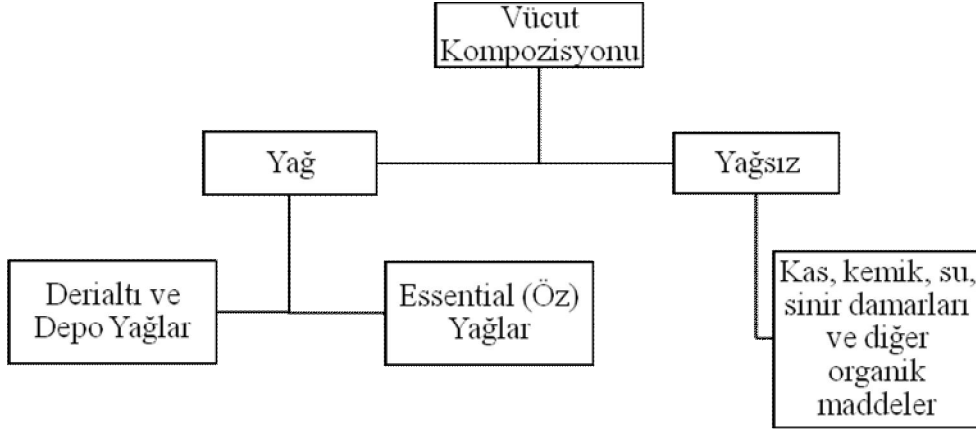 Vücut
Kompozisyonu
Yağ
Yağsız
Derialtı ve
Depo Yağlar
Essential (Öz)
Yağlar
Kas, kemik, su,
sinir damarları
ve diğer
organik
maddeler